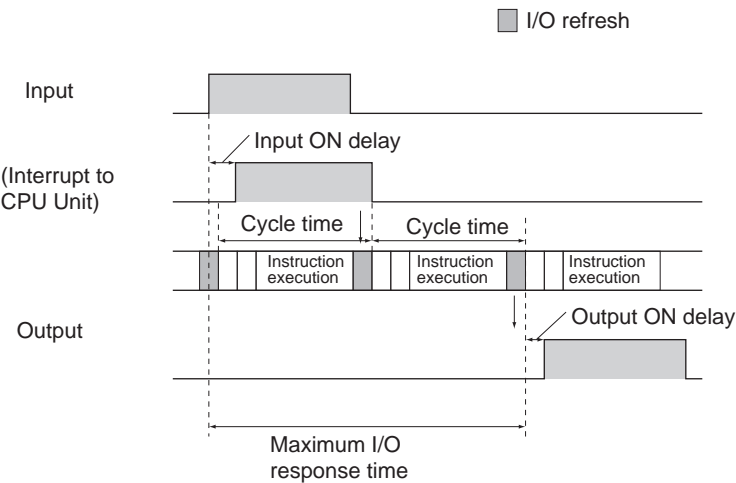 I/O refresh
Input
Input ON delay
(Interrupt to
CPU Unit)
Cycle time
Cycle time
Instruction
execution
Instruction
execution
Instruction
execution
Output
Output ON delay
Maximum I/O
response time